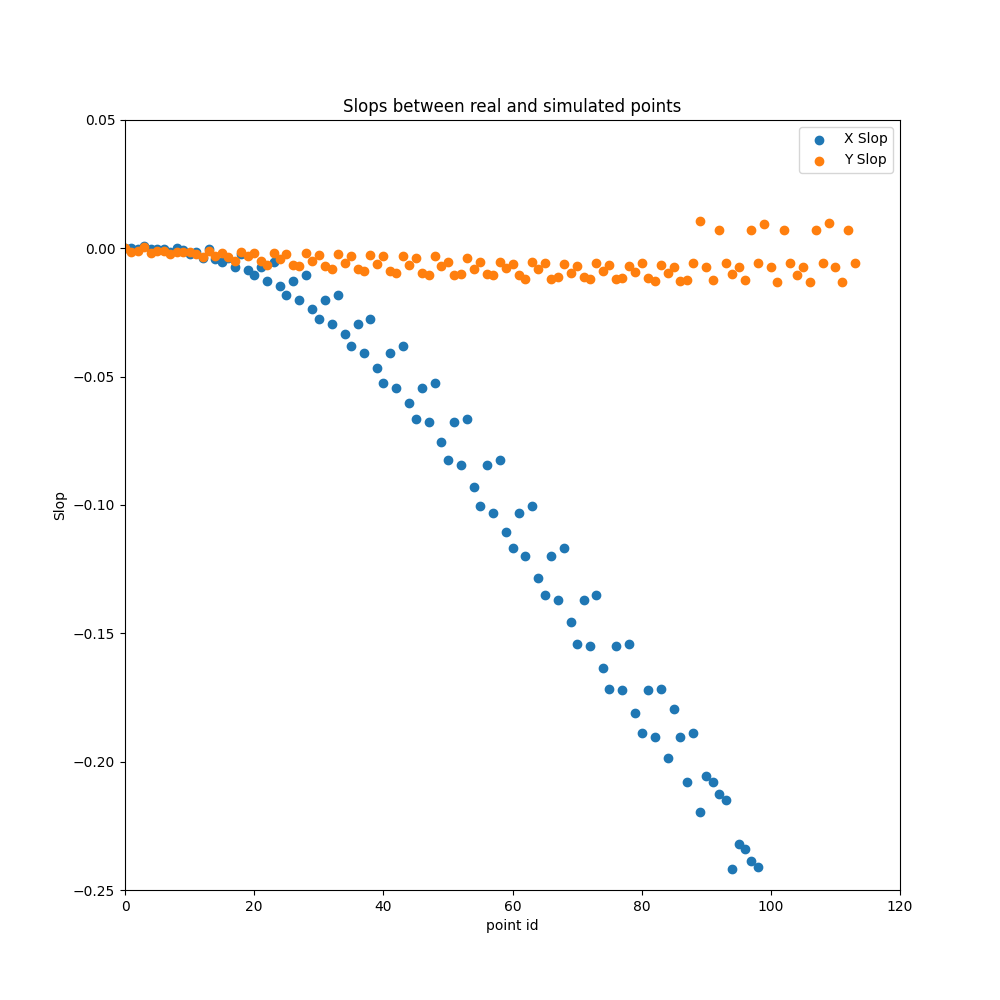 Slops between real and simulated points
0.05
X Slop
Y Slop
0.00
−0.05
−0.10
−0.15
−0.20
−0.25
Slop
0 20 40 60 80 100 120
point id